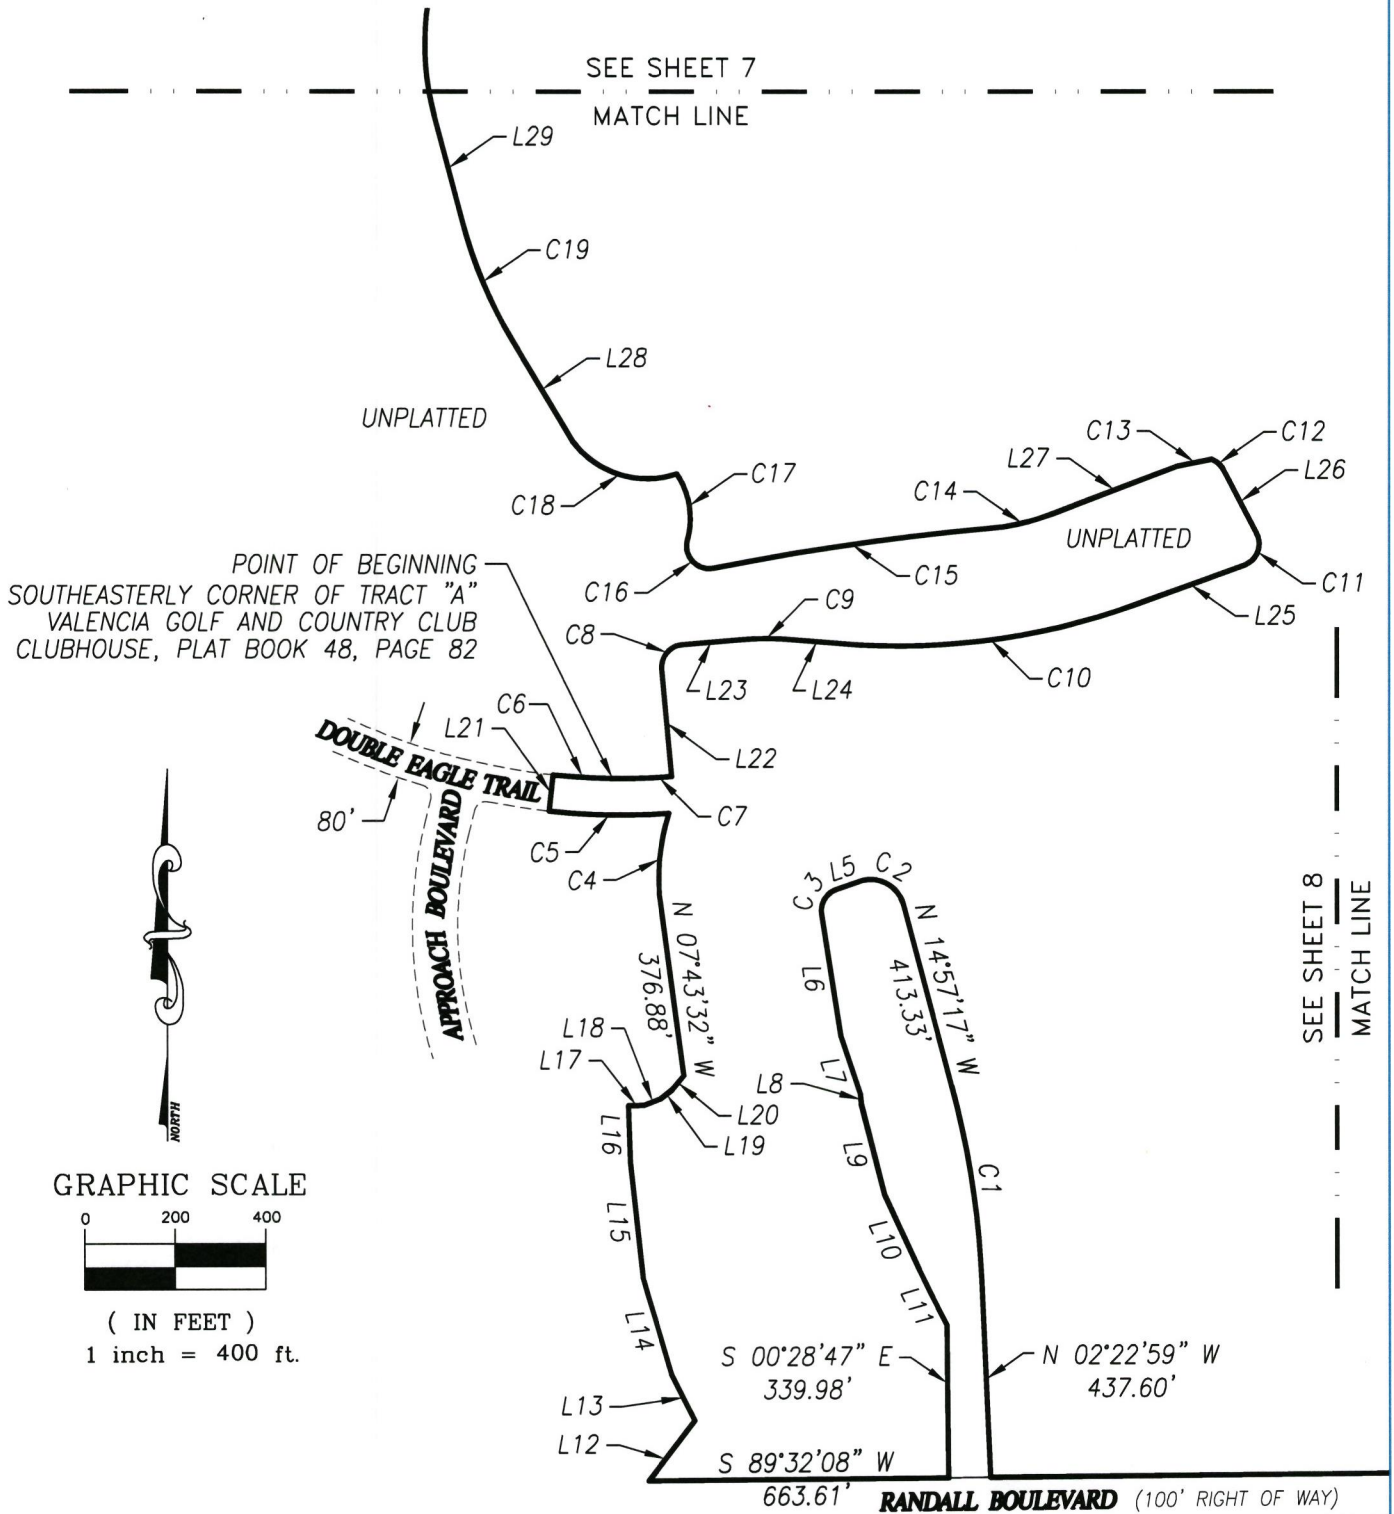 SEE SHEET 7
MATCH LINE
L29
C19
L28
UNPLATTED
C18
C17
C13
C12
L27
L26
C14
UNPLATTED
POINT OF BEGINNING
SOUTHEASTERLY CORNER OF TRACT "A"
VALENCIA GOLF AND COUNTRY CLUB
CLUBHOUSE, PLAT BOOK 48, PAGE 82
C16
C15
C11
C9
L25
C8
L23
L24
C10
C6
L21
L22
DOUBLE EAGLE TRAIL
80'
C7
C5
C4
APPROACH BOULEVARD
C3
L5
C2
N 07°43'32" W
376.88'
L6
N 14°57'17" W
413.33'
SEE SHEET 8
MATCH LINE
L18
L17
L7
L8
L20
L19
L16
L9
C1
NORTH
GRAPHIC SCALE
0 200 400
( IN FEET )
1 inch = 400 ft.
L15
L10
L11
L14
S 00°28'47" E
339.98'
N 02°22'59" W
437.60'
L13
L12
S 89°32'08" W
663.61'
RANDALL BOULEVARD (100' RIGHT OF WAY)